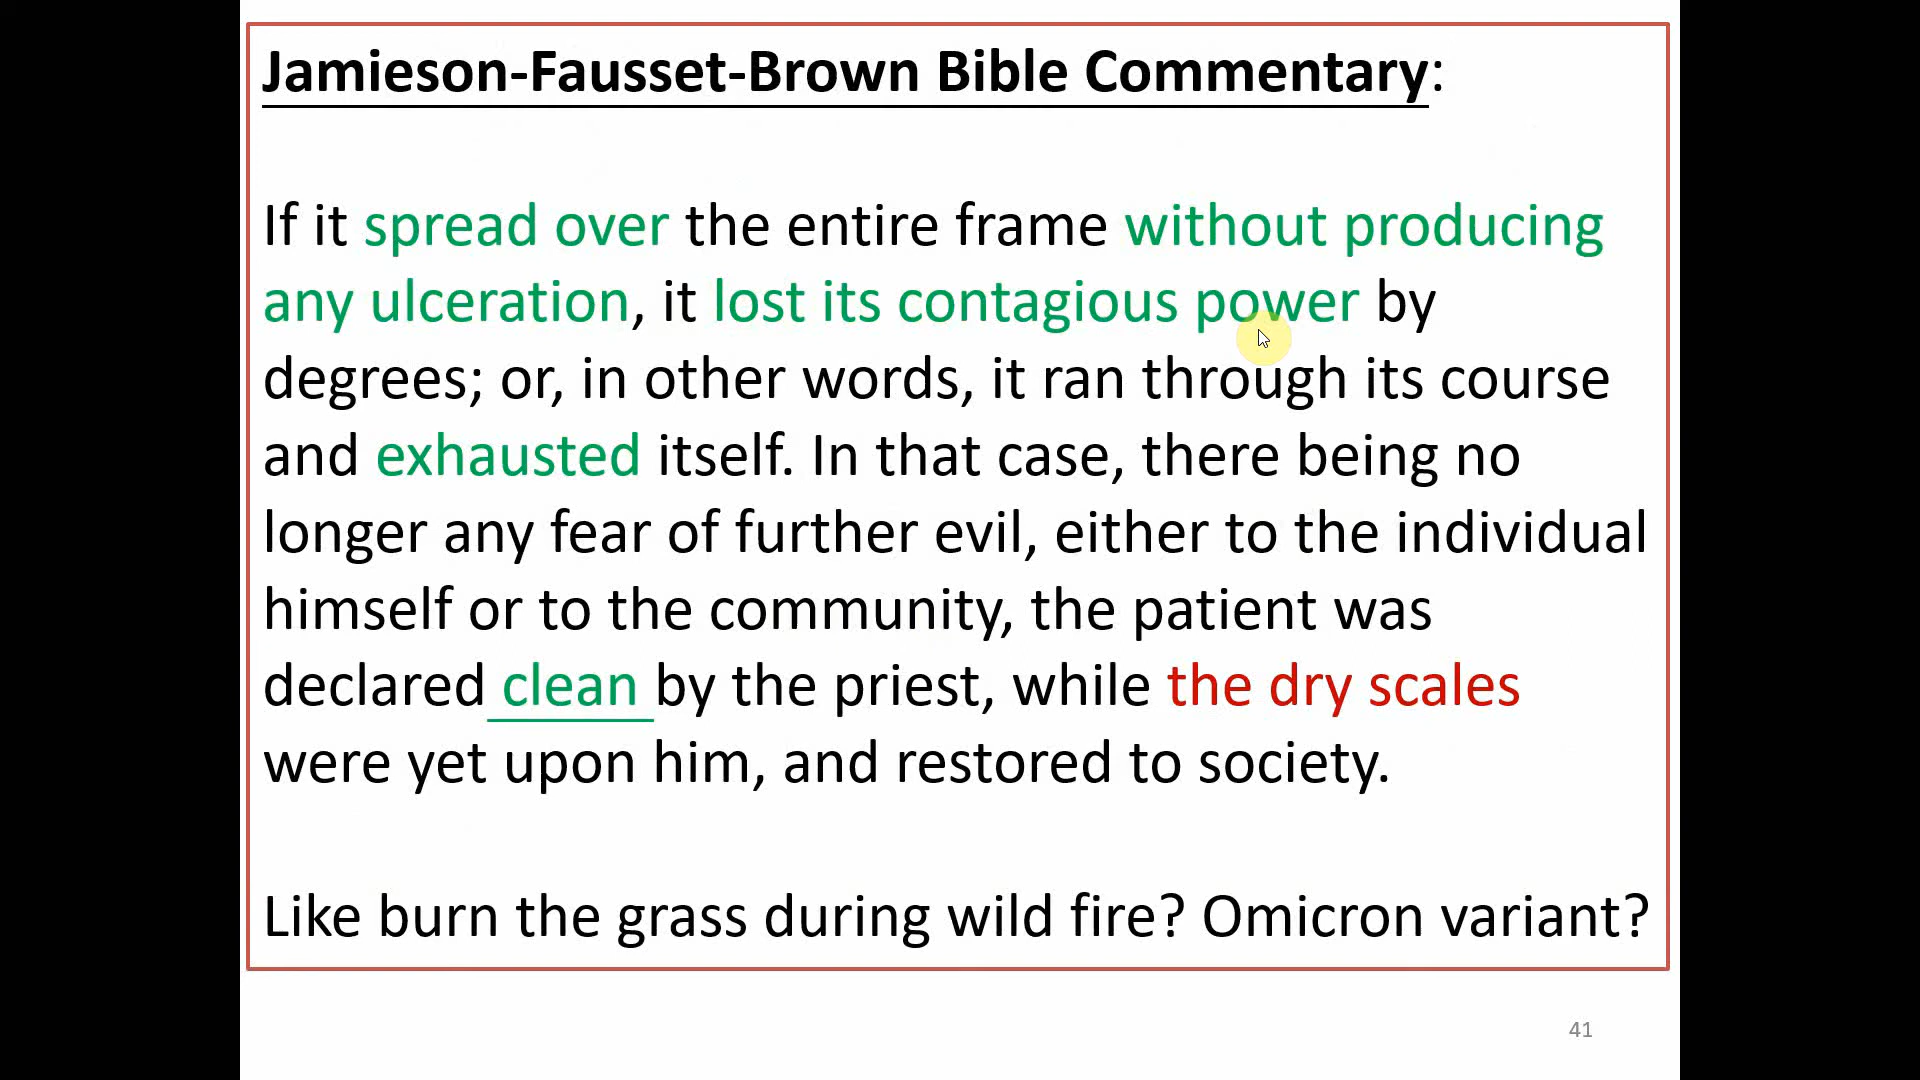 Jamieson-Fausset-Brown Bible Commentary:
If it spread over the entire frame without producing
any ulceration, it lost its contagious power by
degrees; or, in other words, it ran through its course
and exhausted itself. In that case, there being no
longer any fear of further evil, either to the individual
himself or to the community, the patient was
declared clean by the priest, while the dry scales
were yet upon him, and restored to society.
Like burn the grass during wild fire? Omicron variant?
41